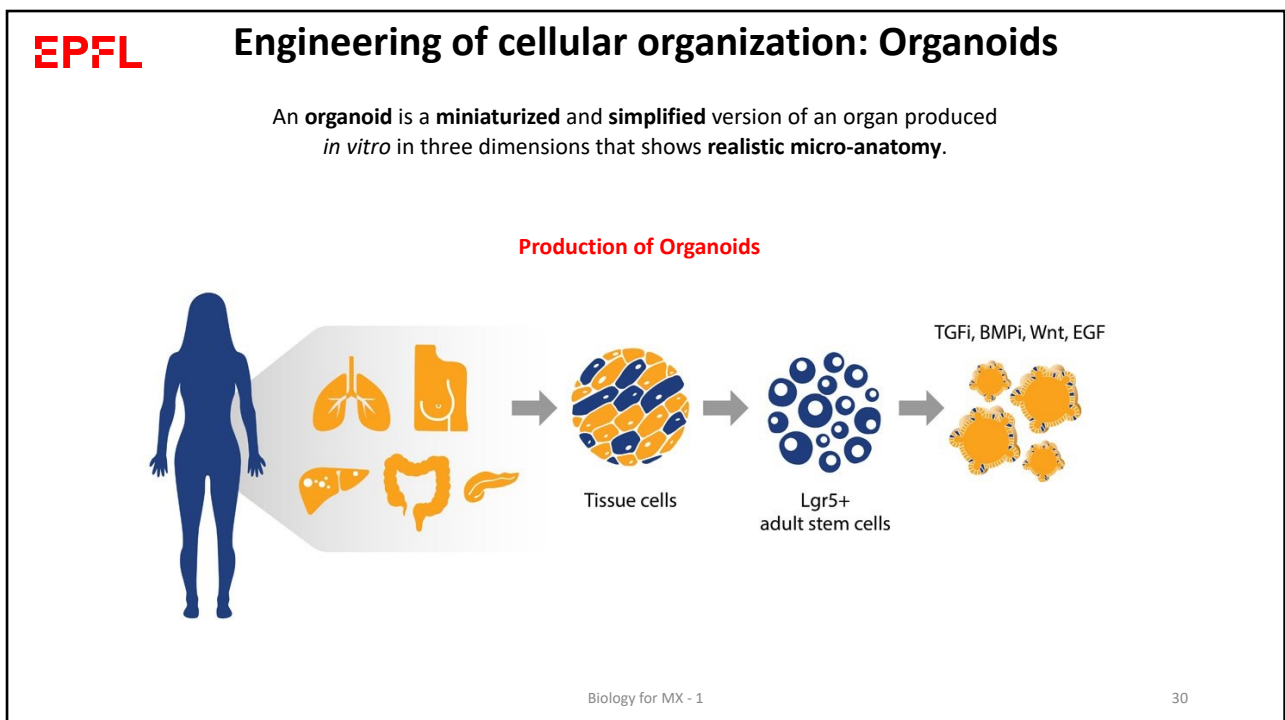 EPFL
Engineering of cellular organization: Organoids
An organoid is a miniaturized and simplified version of an organ produced
in vitro in three dimensions that shows realistic micro-anatomy.
Production of Organoids
TGFi, BMPi, Wnt, EGF
Tissue cells
Lgr5+
adult stem cells
Biology for MX - 1
30